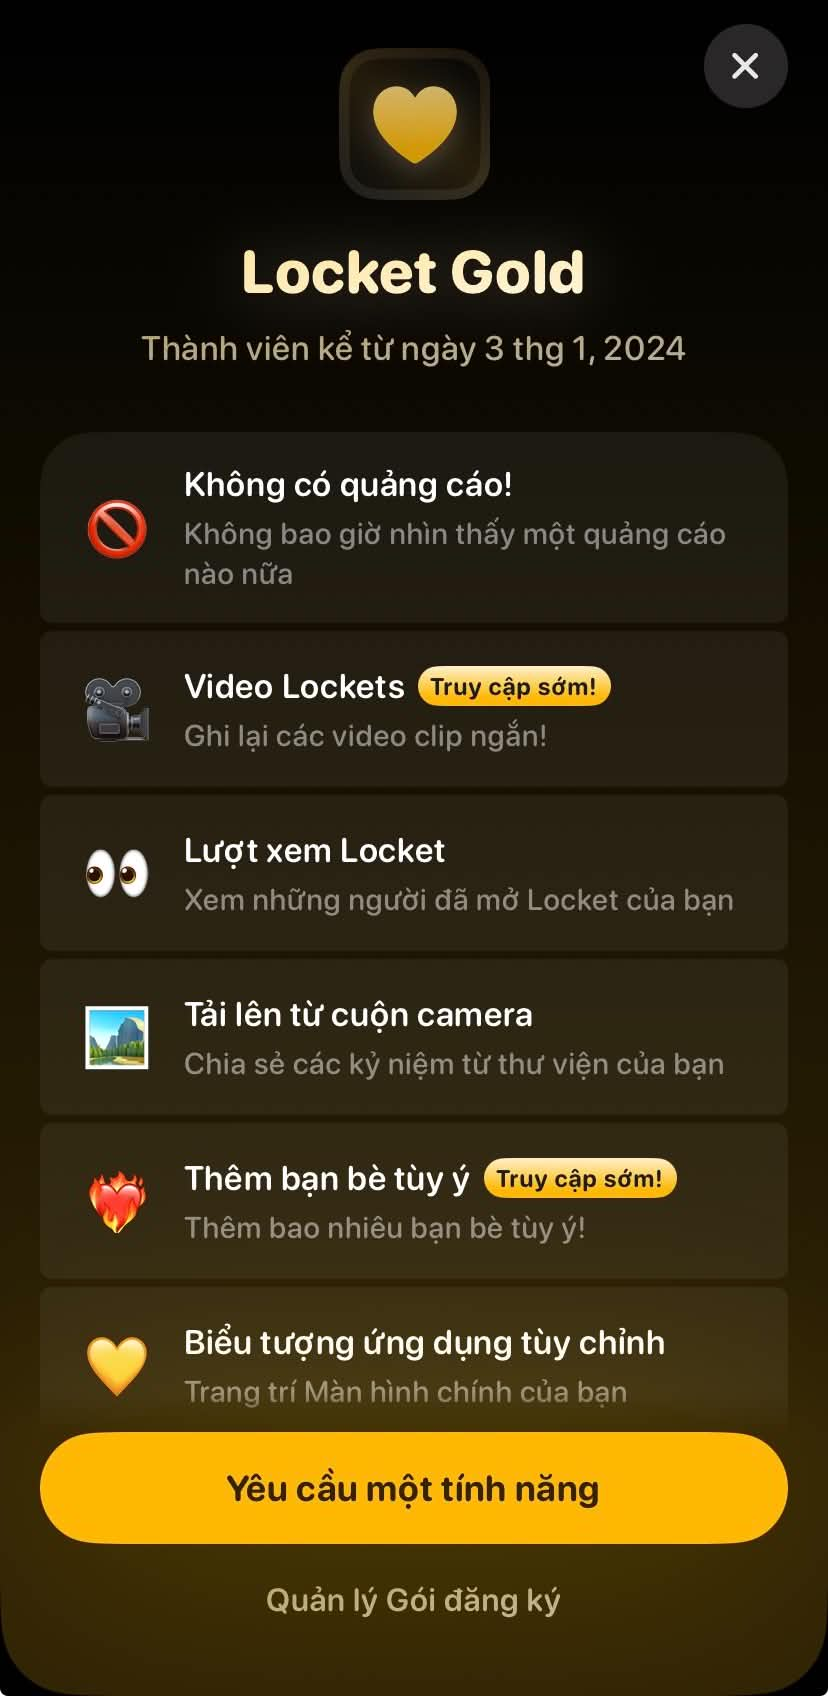 Locket Gold
Thành viên kể từ ngày 3 thg 1, 2024
Không có quảng cáo!
Không bao giờ nhìn thấy một quảng cáo
nào nữa
Video Lockets Truy cập sớm!
Ghi lại các video clip ngắn!
Lượt xem Locket
Xem những người đã mở Locket của bạn
Tải lên từ cuộn camera
Chia sẻ các kỷ niệm từ thư viện của bạn
Thêm bạn bè tùy ý Truy cập sớm!
Thêm bao nhiêu bạn bè tùy ý!
Biểu tượng ứng dụng tùy chỉnh
Trang trí Màn hình chính của bạn
Yêu cầu một tính năng
Quản lý Gói đăng ký